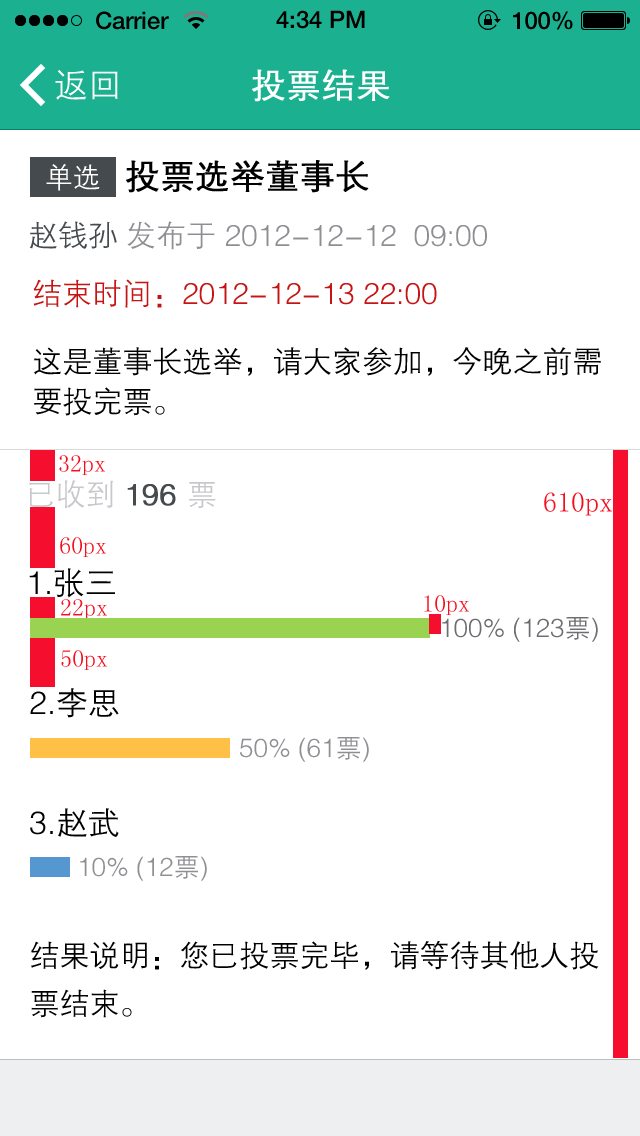 Carrier 4:34 PM 100%
返回 投票结果
单选 投票选举董事长
赵钱孙 发布于 2012-12-12 09:00
结束时间：2012-12-13 22:00
这是董事长选举，请大家参加，今晚之前需
要投完票。
32px
已收到 196 票
610px
60px
1.张三
22px
10px
100% (123票)
50px
2.李思
50% (61票)
3.赵武
10% (12票)
结果说明：您已投票完毕，请等待其他人投
票结束。